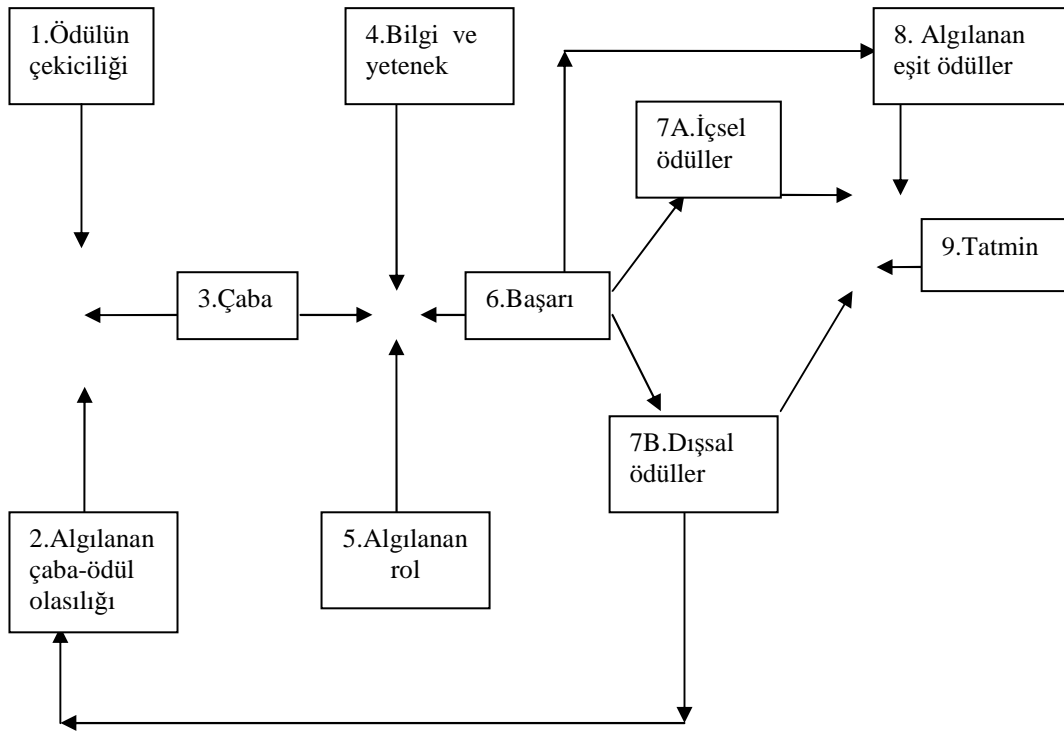 1.Ödülün
çekiciliği
4.Bilgi ve
yetenek
8. Algılanan
eşit ödüller
7A.İçsel
ödüller
9.Tatmin
3.Çaba
6.Başarı
7B.Dışsal
ödüller
2.Algılanan
çaba-ödül
olasılığı
5.Algılanan
rol